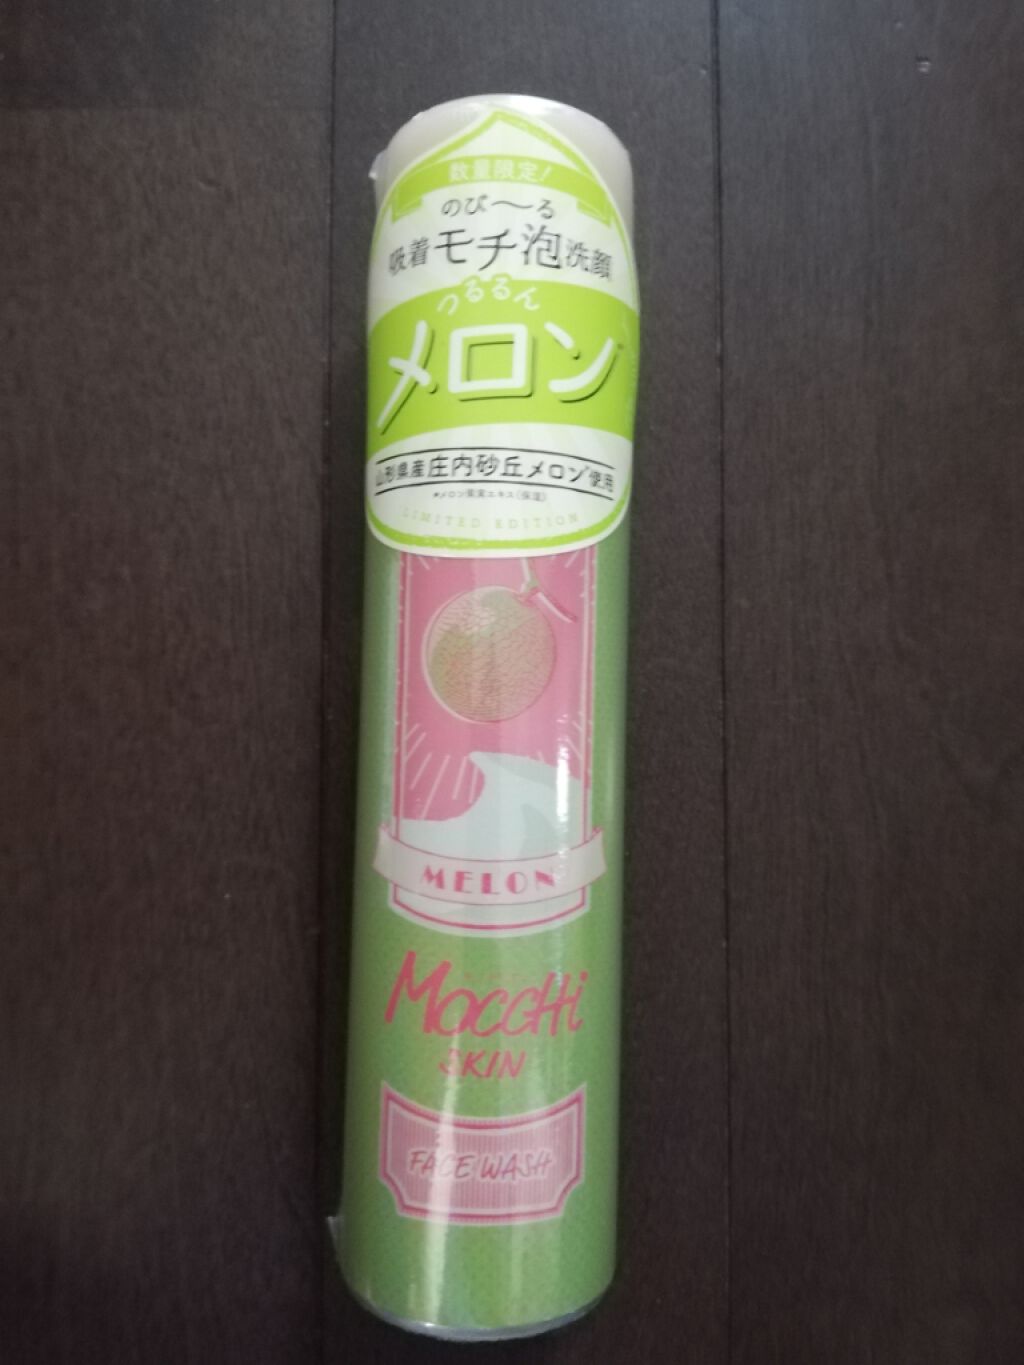 数量限定!
のび〜る
吸着モチ泡洗顔
つるるん
メロン*
山形県産庄内砂丘メロン*使用
*メロン果実エキス(保湿)
LIMITED EDITION
MELON
MoccHi
SKIN
FACE WASH